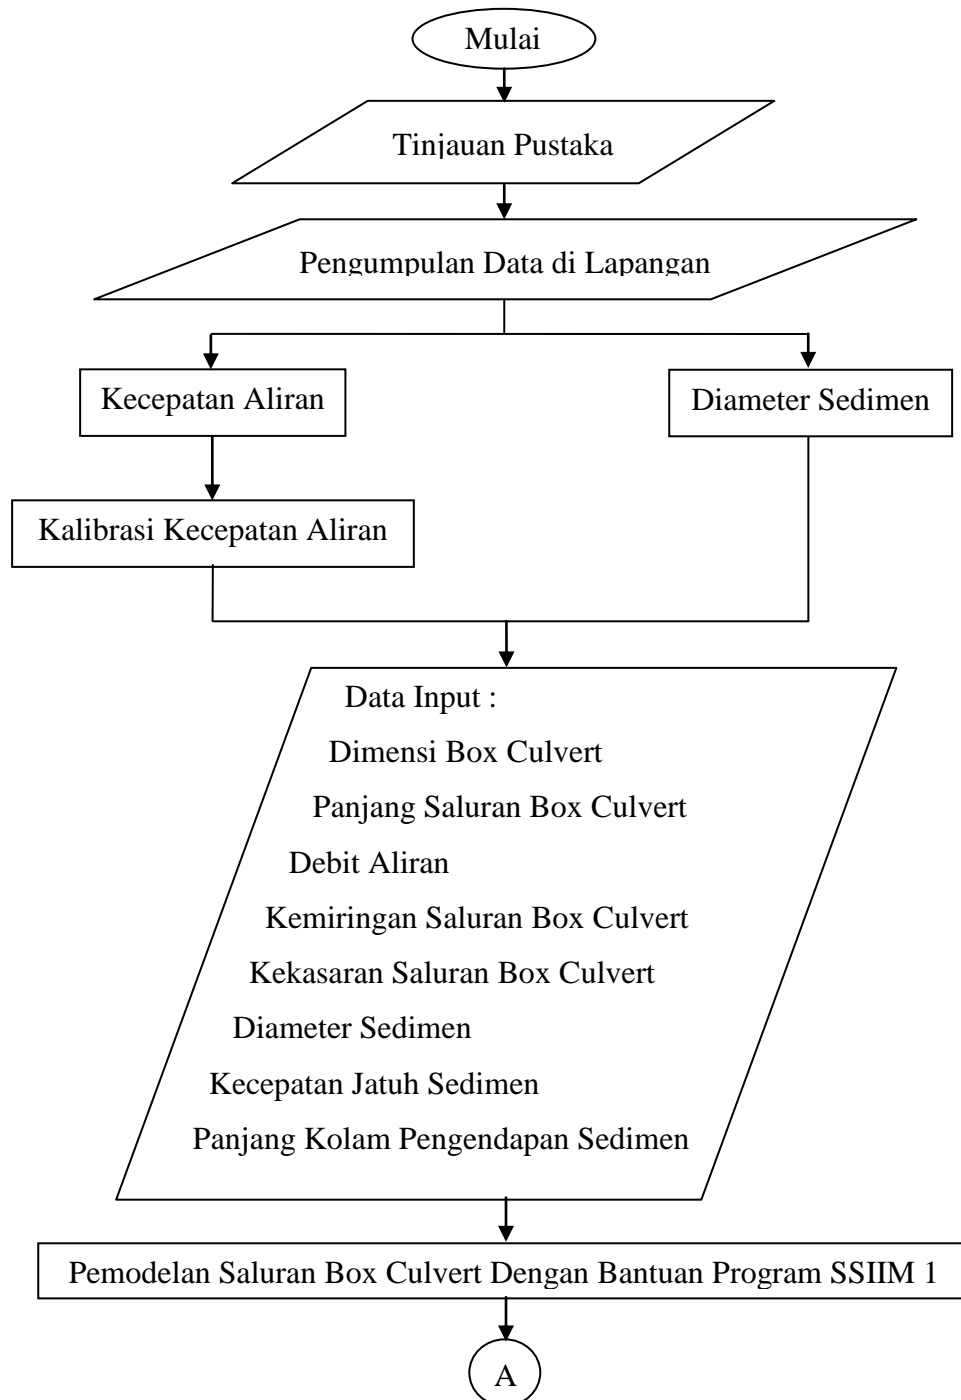 Mulai
Tinjauan Pustaka
Pengumpulan Data di Lapangan
Kecepatan Aliran
Diameter Sedimen
Kalibrasi Kecepatan Aliran
Data Input :
Dimensi Box Culvert
Panjang Saluran Box Culvert
Debit Aliran
Kemiringan Saluran Box Culvert
Kekasaran Saluran Box Culvert
Diameter Sedimen
Kecepatan Jatuh Sedimen
Panjang Kolam Pengendapan Sedimen
Pemodelan Saluran Box Culvert Dengan Bantuan Program SSIIM 1
A